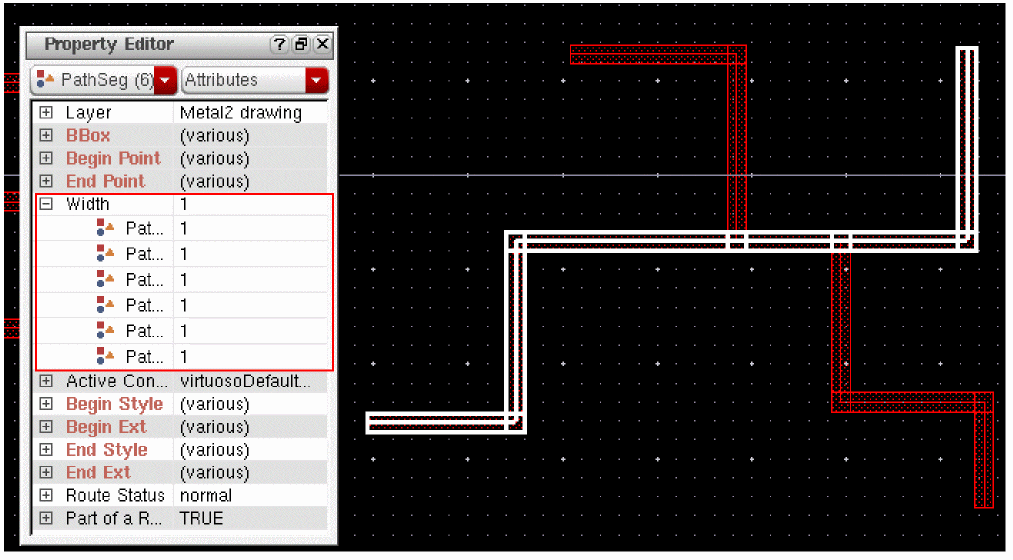 Property Editor ?
PathSeg (6) Attributes
Layer Metal2 drawing
BBox (various)
Begin Point (various)
End Point (various)
Width 1
Pat... 1
Pat... 1
Pat... 1
Pat... 1
Pat... 1
Pat... 1
Active Con... virtuosoDefault...
Begin Style (various)
Begin Ext (various)
End Style (various)
End Ext (various)
Route Status normal
Part of a R... TRUE